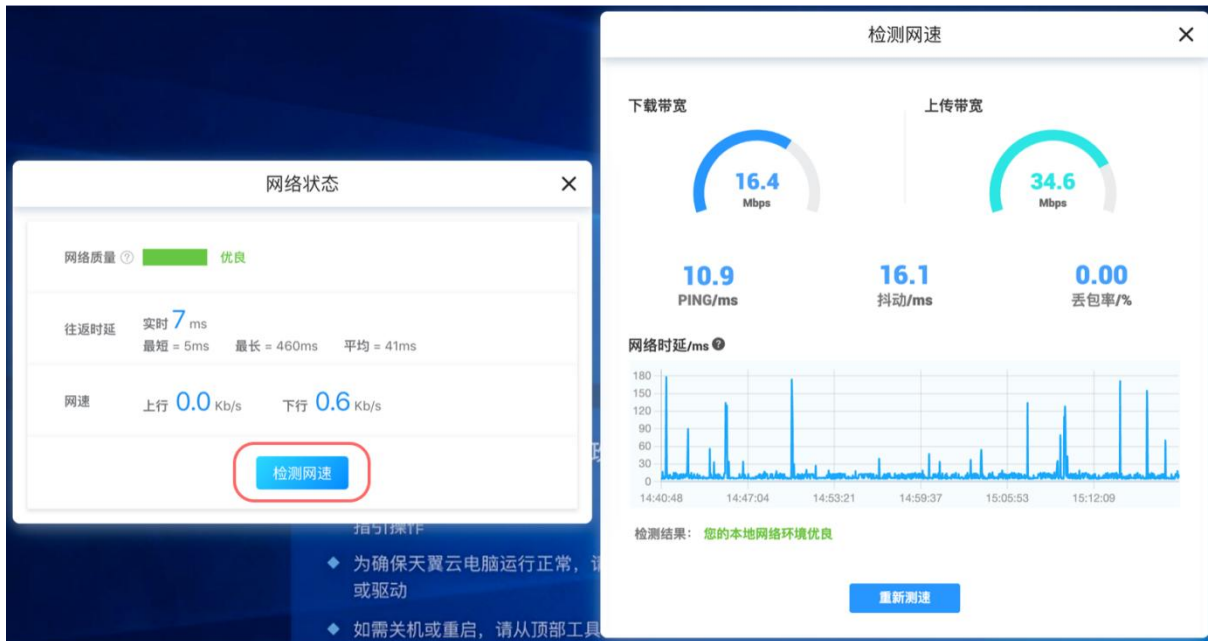 网络状态
网络质量 ? 优良
往返时延
实时 7 ms
最短 = 5ms 最长 = 460ms 平均 = 41ms
网速 上行 0.0 Kb/s 下行 0.6 Kb/s
检测网速
指引操作
为确保天翼云电脑运行正常，
或驱动
如需关机或重启，请从顶部工具
检测网速
下载带宽
上传带宽
16.4
Mbps
34.6
Mbps
10.9
PING/ms
16.1
抖动/ms
0.00
丢包率/%
网络时延/ms ?
180
150
120
90
60
30
0
14:40:48 14:47:04 14:53:21 14:59:37 15:05:53 15:12:09
检测结果： 您的本地网络环境优良
重新测速